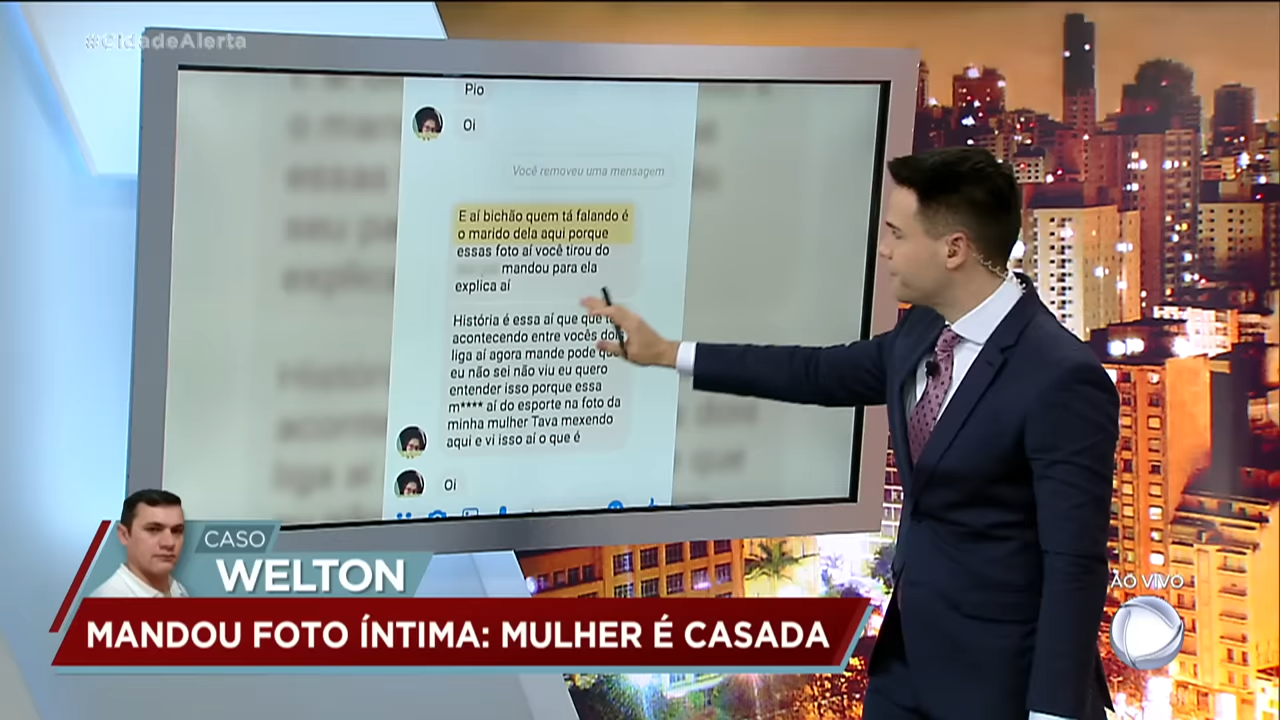 #CidadeAlerta
Pio
Oi
Você removeu uma mensagem
E aí bichão quem tá falando é
o marido dela aqui porque
essas foto aí você tirou do
mandou para ela
explica aí
História é essa aí que que
acontecendo entre vocês dois
liga aí agora mande pode que
eu não sei não viu eu quero
entender isso porque essa
m**** aí do esporte na foto da
minha mulher Tava mexendo
aqui e vi isso aí o que é
Oi
CASO
WELTON
MANDOU FOTO ÍNTIMA: MULHER É CASADA
AO VIVO